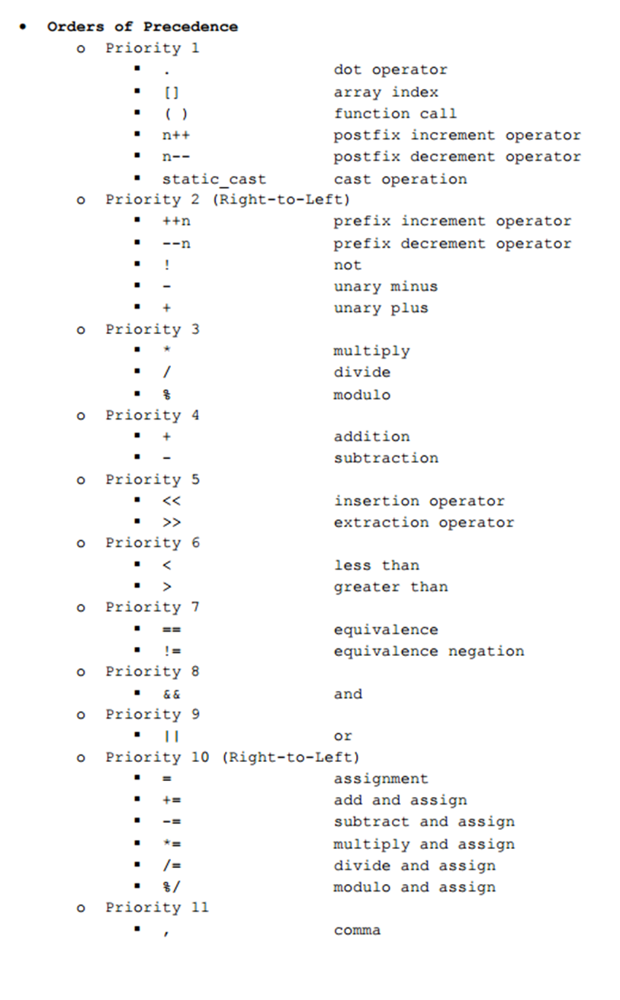 • Orders of Precedence
o Priority 1
▪ . dot operator
▪ [] array index
▪ ( ) function call
▪ n++ postfix increment operator
▪ n-- postfix decrement operator
▪ static_cast cast operation
o Priority 2 (Right-to-Left)
▪ ++n prefix increment operator
▪ --n prefix decrement operator
▪ ! not
▪ - unary minus
▪ + unary plus
o Priority 3
▪ * multiply
▪ / divide
▪ % modulo
o Priority 4
▪ + addition
▪ - subtraction
o Priority 5
▪ << insertion operator
▪ >> extraction operator
o Priority 6
▪ < less than
▪ > greater than
o Priority 7
▪ == equivalence
▪ != equivalence negation
o Priority 8
▪ && and
o Priority 9
▪ || or
o Priority 10 (Right-to-Left)
▪ = assignment
▪ += add and assign
▪ -= subtract and assign
▪ *= multiply and assign
▪ /= divide and assign
▪ %/ modulo and assign
o Priority 11
▪ , comma